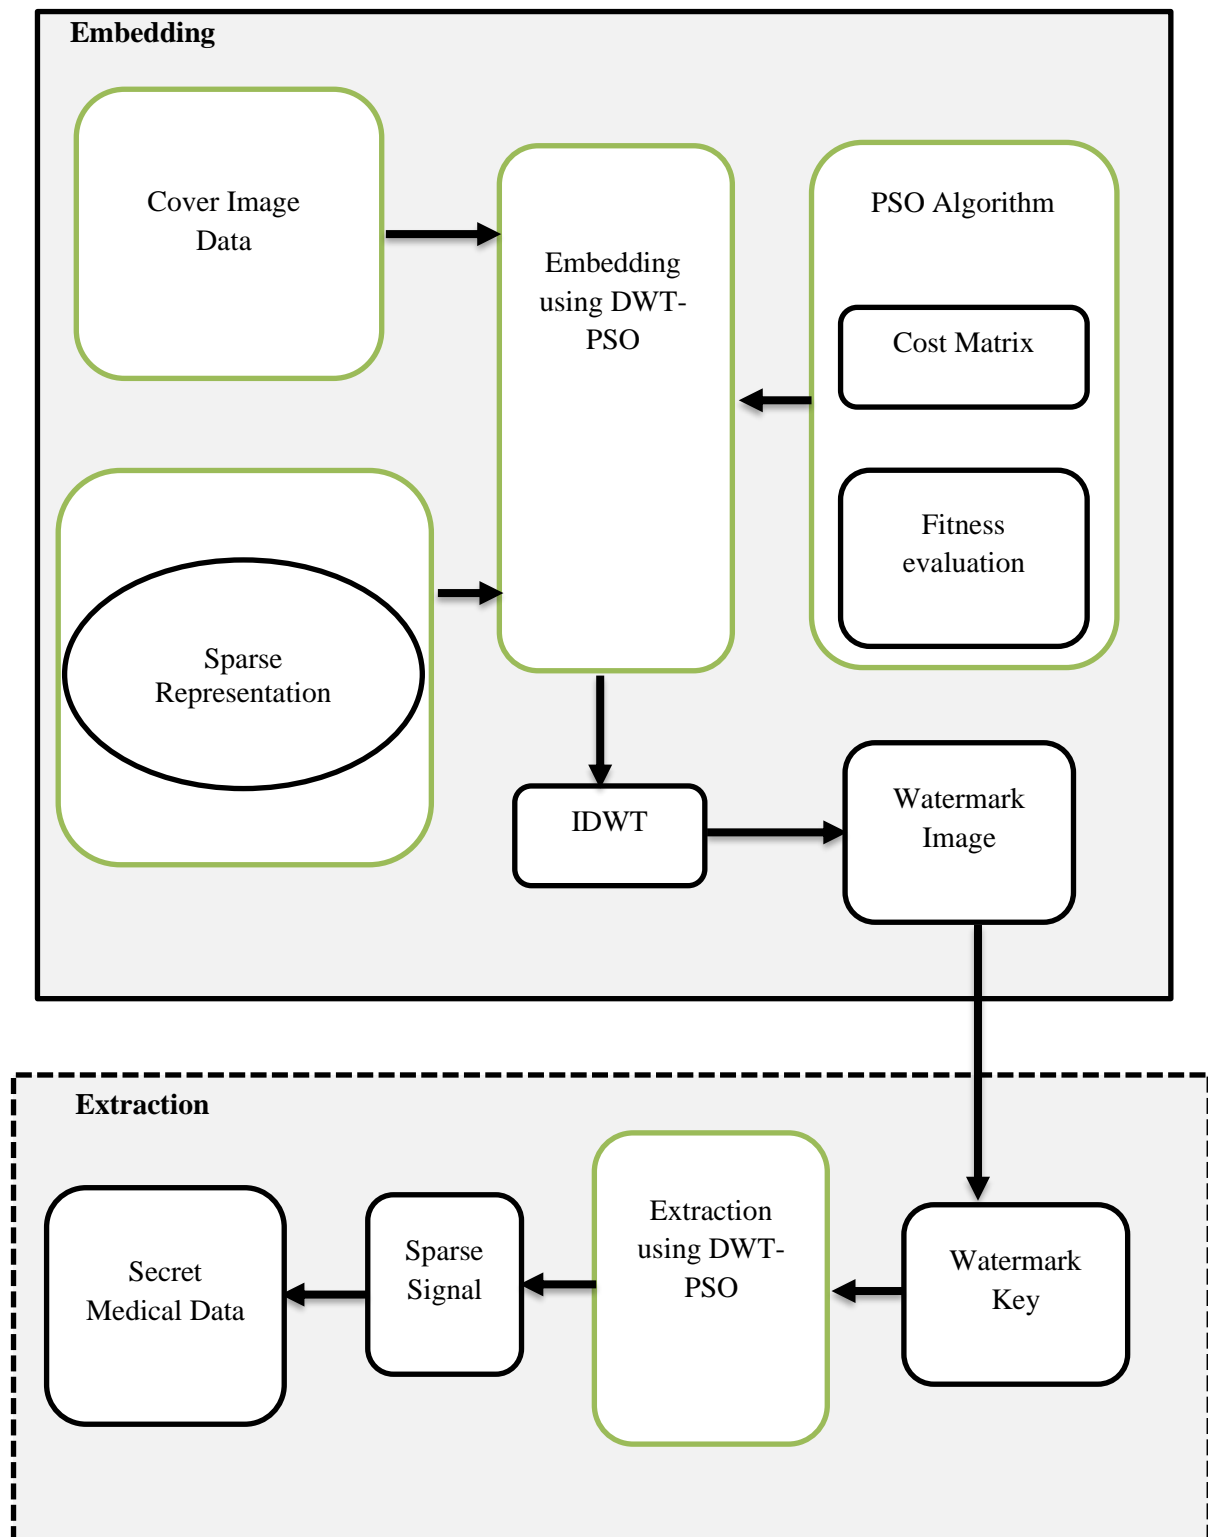 Embedding
Cover Image
Data
Embedding
using DWT-
PSO
PSO Algorithm
Cost Matrix
Fitness
evaluation
Sparse
Representation
IDWT
Watermark
Image
Extraction
Secret
Medical Data
Sparse
Signal
Extraction
using DWT-
PSO
Watermark
Key